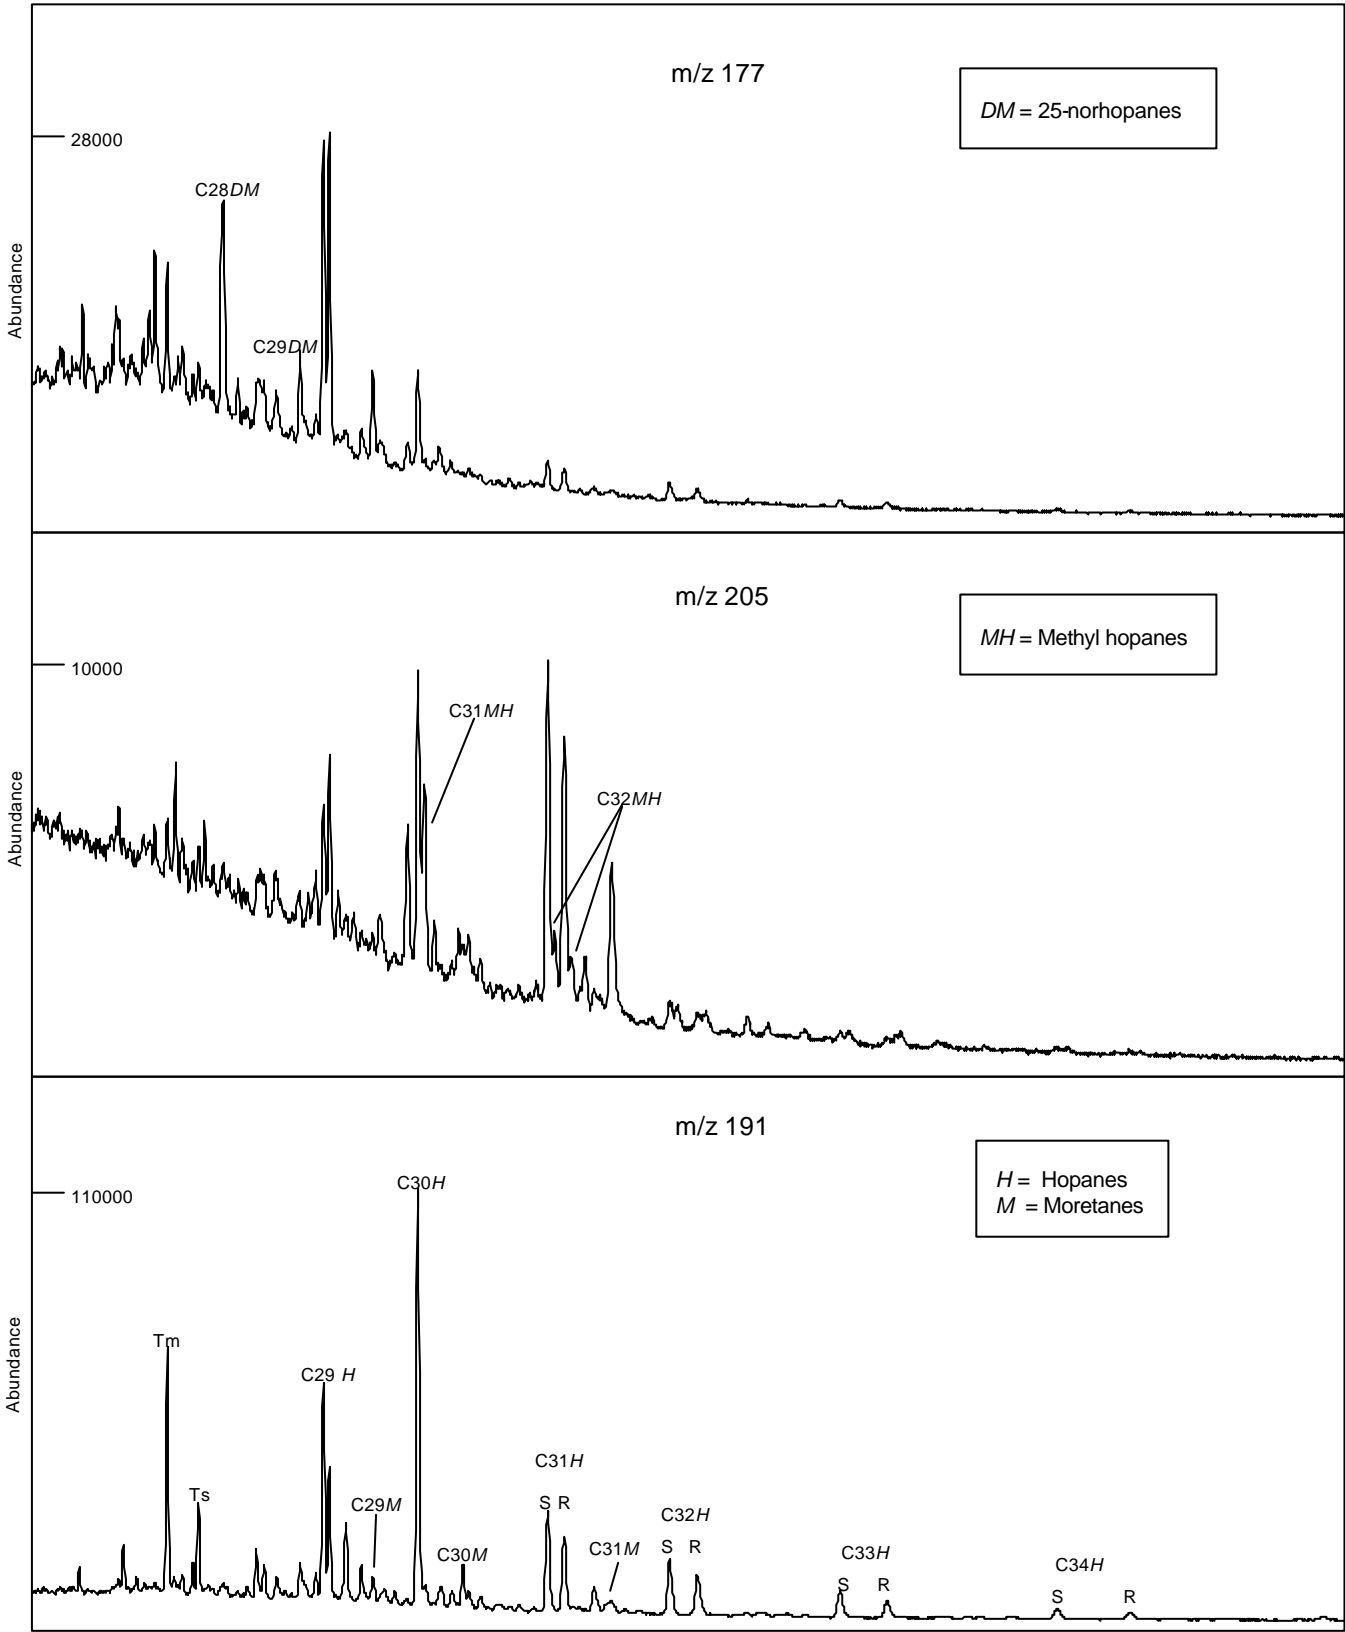 m/z 177
DM = 25-norhopanes
28000
C28DM
C29DM
Abundance
m/z 205
MH = Methyl hopanes
10000
C31MH
C32MH
Abundance
m/z 191
H = Hopanes
M = Moretanes
110000
C30H
Tm
C29 H
Ts
C29M
C30M
C31H
S R
C31M
C32H
S R
C33H
S R
C34H
S R
Abundance